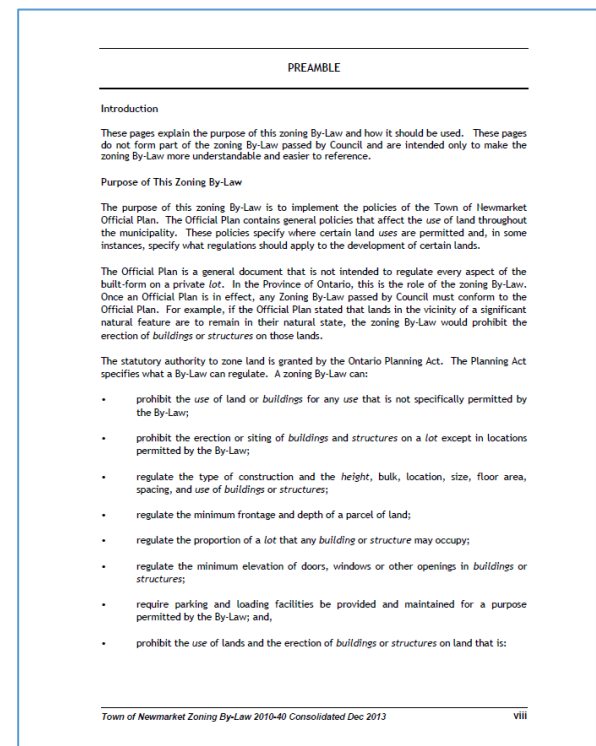 PREAMBLE
Introduction
These pages explain the purpose of this zoning By-Law and how it should be used. These pages
do not form part of the zoning By-Law passed by Council and are intended only to make the
zoning By-Law more understandable and easier to reference.
Purpose of This Zoning By-Law
The purpose of this zoning By-Law is to implement the policies of the Town of Newmarket
Official Plan. The Official Plan contains general policies that affect the use of land throughout
the municipality. These policies specify where certain land uses are permitted and, in some
instances, specify what regulations should apply to the development of certain lands.
The Official Plan is a general document that is not intended to regulate every aspect of the
built-form on a private lot. In the Province of Ontario, this is the role of the zoning By-Law.
Once an Official Plan is in effect, any Zoning By-Law passed by Council must conform to the
Official Plan. For example, if the Official Plan stated that lands in the vicinity of a significant
natural feature are to remain in their natural state, the zoning By-Law would prohibit the
erection of buildings or structures on those lands.
The statutory authority to zone land is granted by the Ontario Planning Act. The Planning Act
specifies what a By-Law can regulate. A zoning By-Law can:
• prohibit the use of land or buildings for any use that is not specifically permitted by
the By-Law;
• prohibit the erection or siting of buildings and structures on a lot except in locations
permitted by the By-Law;
• regulate the type of construction and the height, bulk, location, size, floor area,
spacing, and use of buildings or structures;
• regulate the minimum frontage and depth of a parcel of land;
• regulate the proportion of a lot that any building or structure may occupy;
• regulate the minimum elevation of doors, windows or other openings in buildings or
structures;
• require parking and loading facilities be provided and maintained for a purpose
permitted by the By-Law; and,
• prohibit the use of lands and the erection of buildings or structures on land that is:
Town of Newmarket Zoning By-Law 2010-40 Consolidated Dec 2013 viii